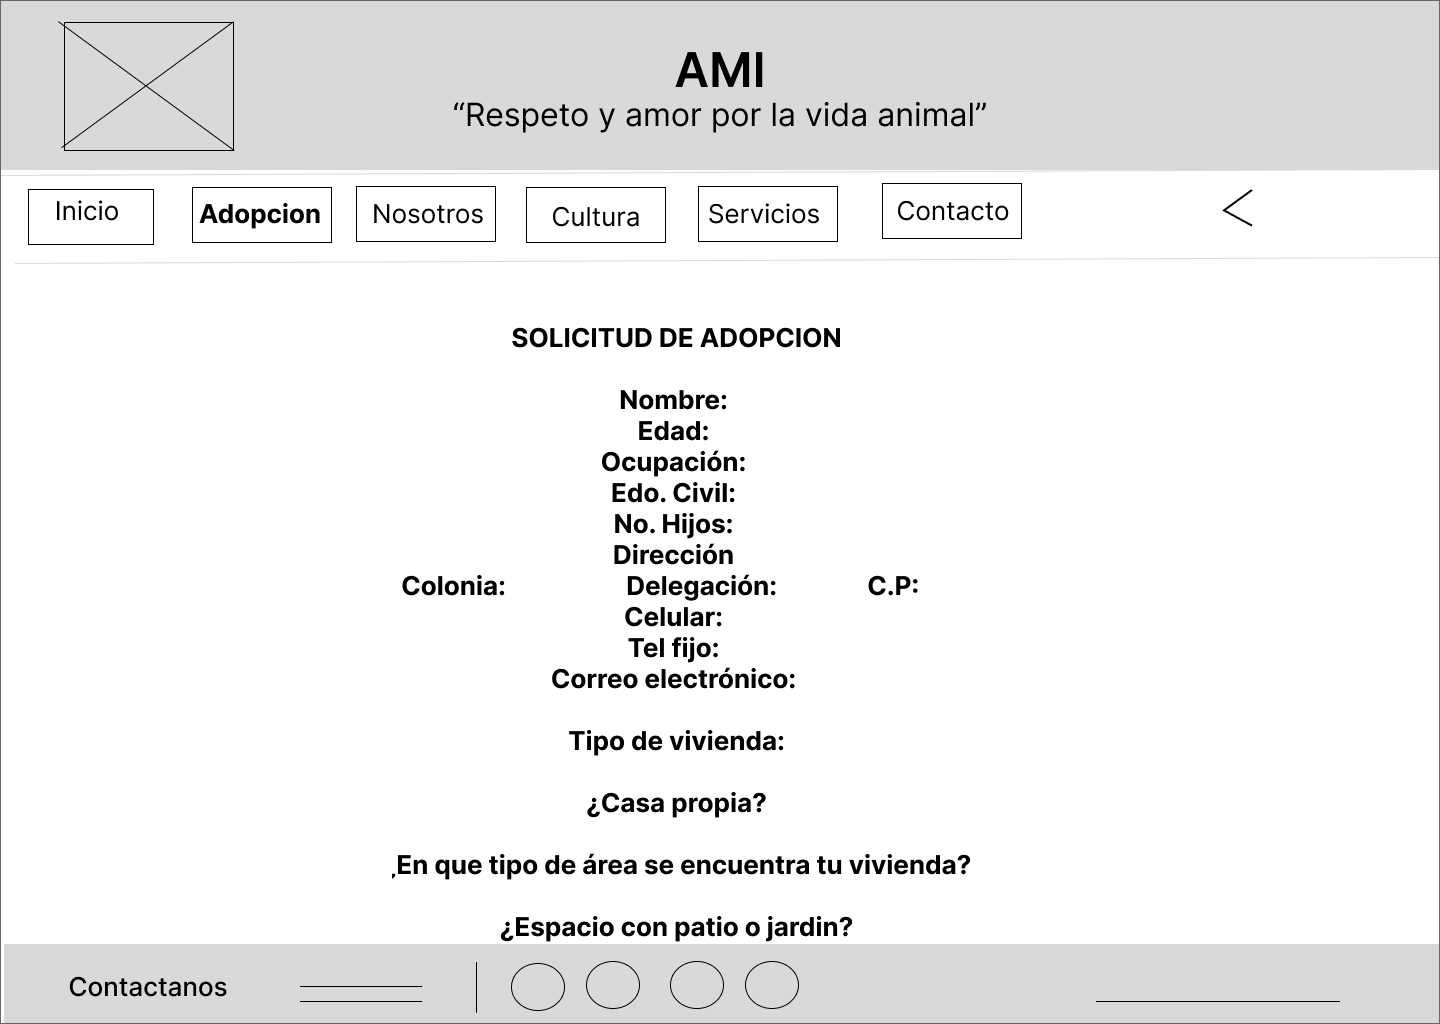 AMI
“Respeto y amor por la vida animal”
Inicio Adopcion Nosotros Cultura Servicios Contacto
SOLICITUD DE ADOPCION
Nombre:
Edad:
Ocupación:
Edo. Civil:
No. Hijos:
Dirección
Colonia: Delegación: C.P:
Celular:
Tel fijo:
Correo electrónico:
Tipo de vivienda:
¿Casa propia?
,En que tipo de área se encuentra tu vivienda?
¿Espacio con patio o jardin?
Contactanos